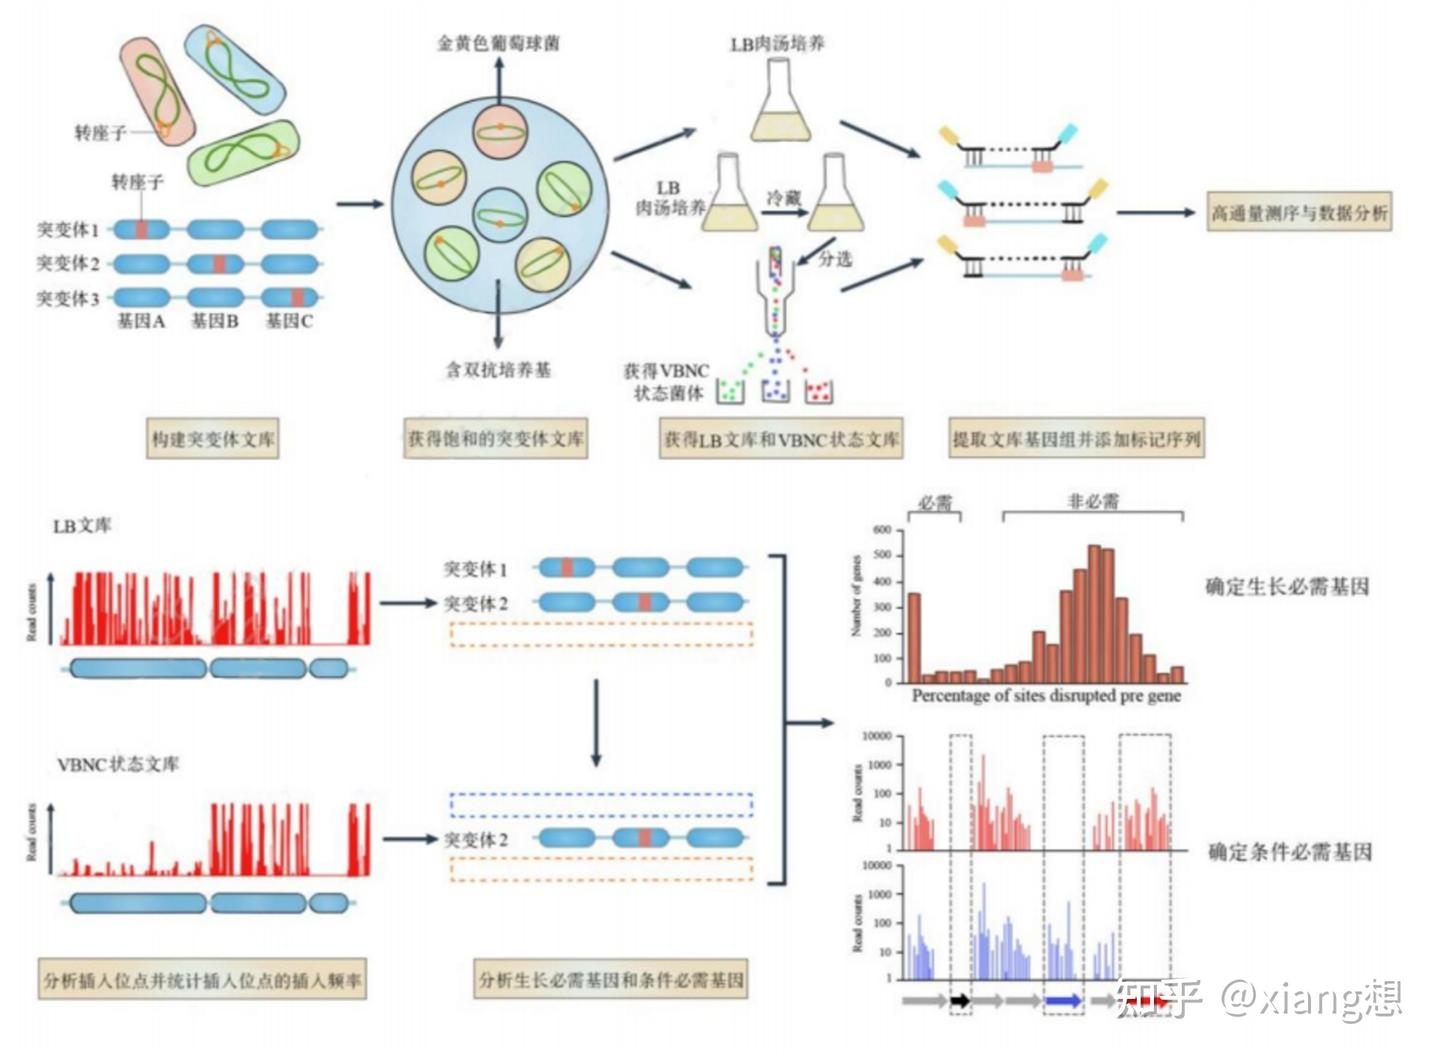 金黄色葡萄球菌
LB肉汤培养
转座子
转座子
突变体1
突变体2
突变体3
基因A
基因B
基因C
含双抗培养基
LB
肉汤培养
冷藏
分选
获得VBNC
状态菌体
高通量测序与数据分析
构建突变体文库
获得饱和的突变体文库
获得LB文库和VBNC状态文库
提取文库基因组并添加标记序列
LB文库
Read counts
突变体1
突变体2
VBNC状态文库
Read counts
突变体2
分析插入位点并统计插入位点的插入频率
分析生长必需基因和条件必需基因
必需
非必需
Number of genes
600
500
400
300
200
100
0
Percentage of sites disrupted pre gene
确定生长必需基因
Read counts
10000
1000
100
10
1
Read counts
10000
1000
100
10
1
确定条件必需基因
知乎 @xiang想